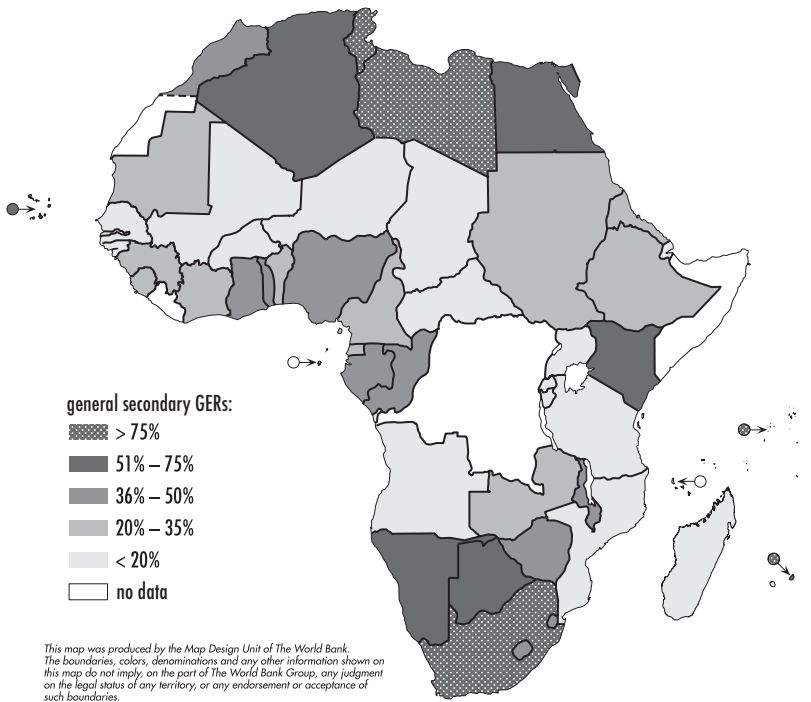 general secondary GERs:
> 75%
51% – 75%
36% – 50%
20% – 35%
< 20%
no data
This map was produced by the Map Design Unit of The World Bank.
The boundaries, colors, denominations and any other information shown on
this map do not imply, on the part of The World Bank Group, any judgment
on the legal status of any territory, or any endorsement or acceptance of
such boundaries.